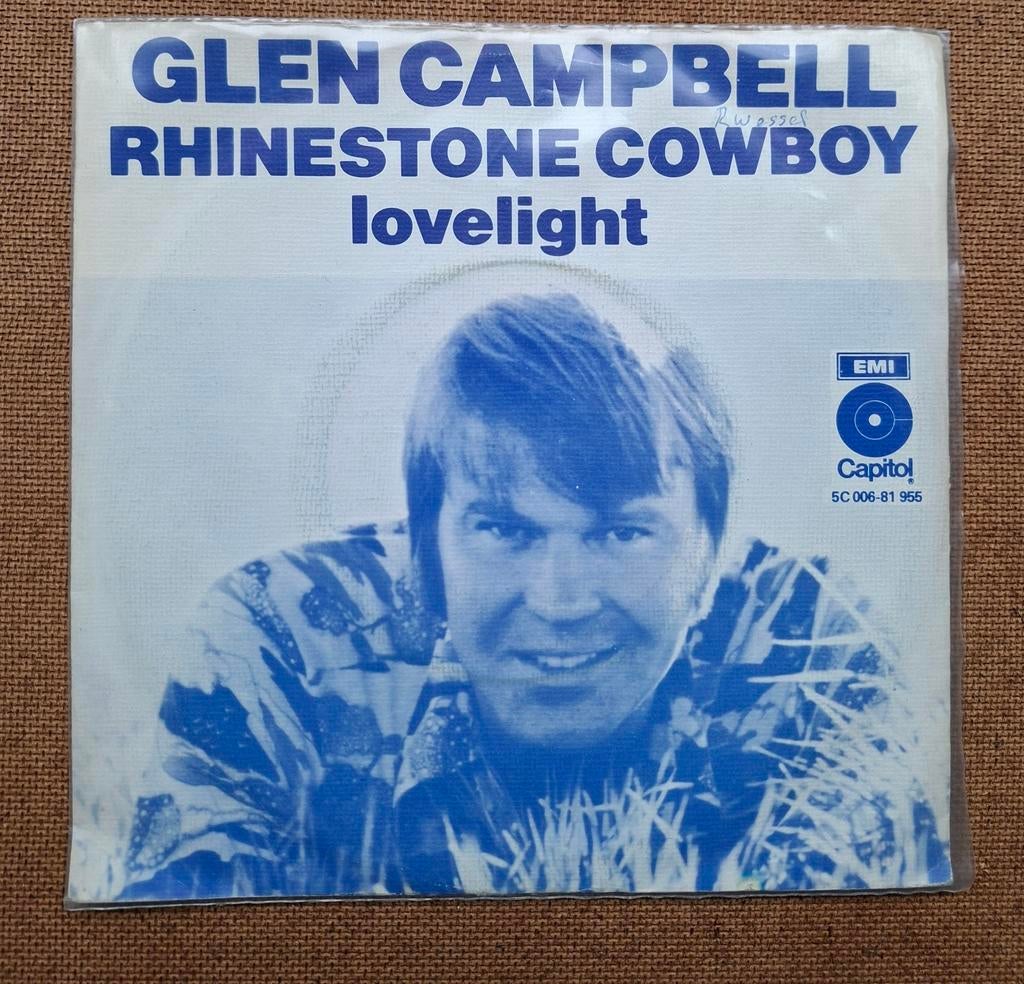 GLEN CAMPBELL
RHINESTONE COWBOY
lovelight
EMI
Capitol®
5C 006-81 955